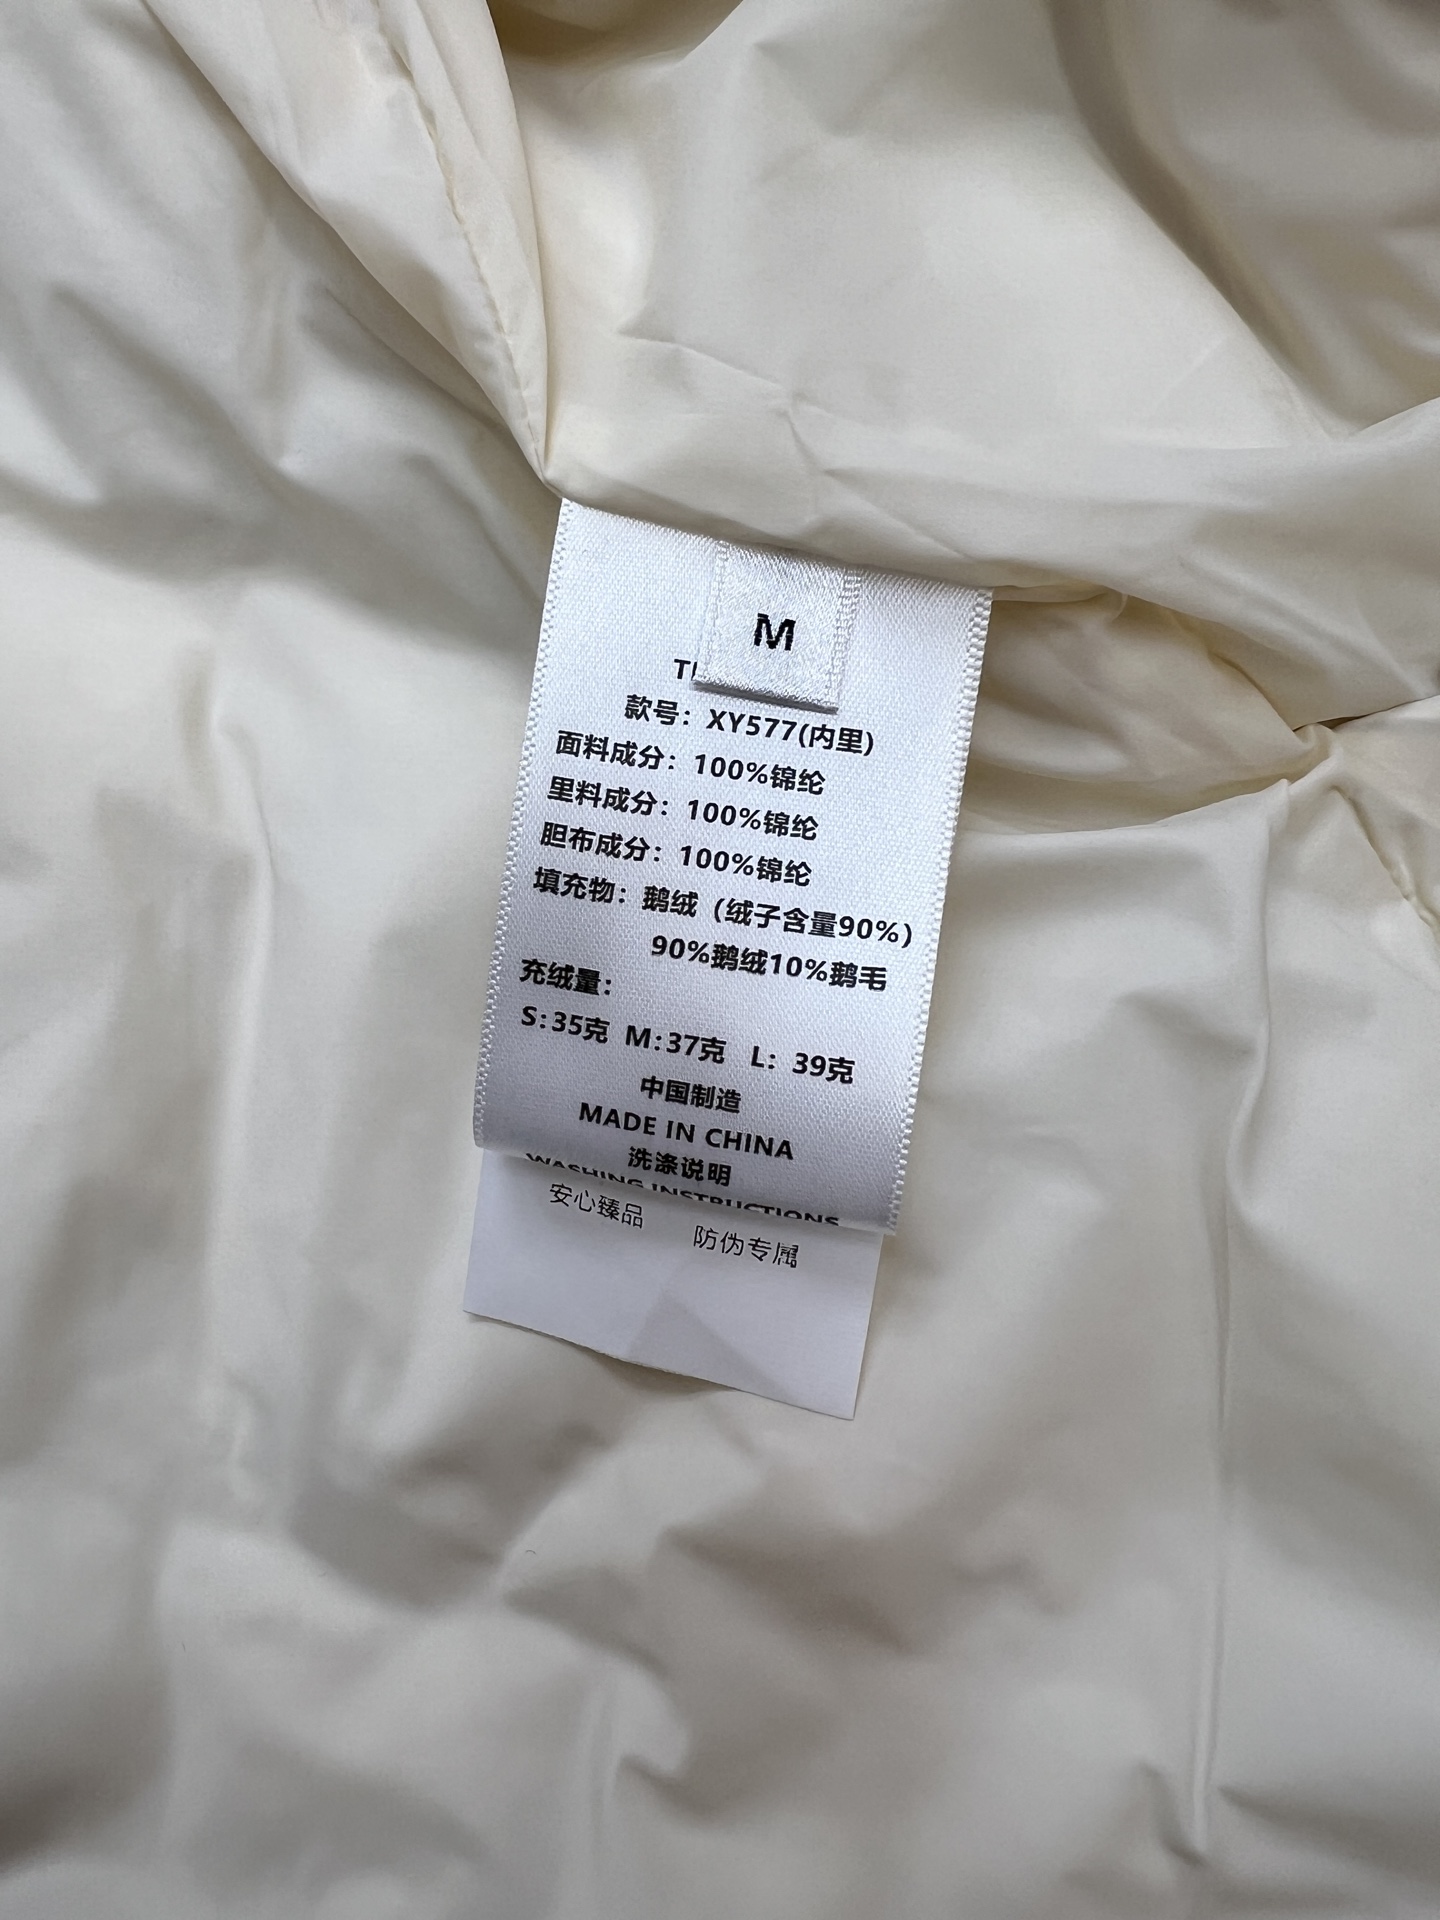 M
款号：XY577(内里)
面料成分：100%锦纶
里料成分：100%锦纶
胆布成分：100%锦纶
填充物：鹅绒（绒子含量90%）
90%鹅绒10%鹅毛
充绒量：
S:35克 M:37克 L：39克
中国制造
MADE IN CHINA
洗涤说明
WASHING INSTRUCTIONS
安心臻品 防伪专属